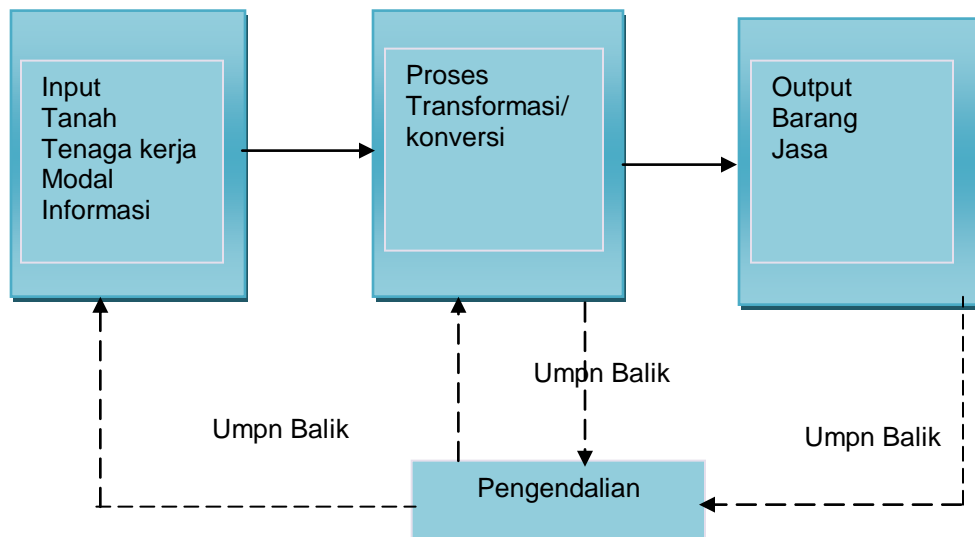 Input
Tanah
Tenaga kerja
Modal
Informasi
Proses
Transformasi/
konversi
Output
Barang
Jasa
Umpn Balik
Umpn Balik
Umpn Balik
Pengendalian